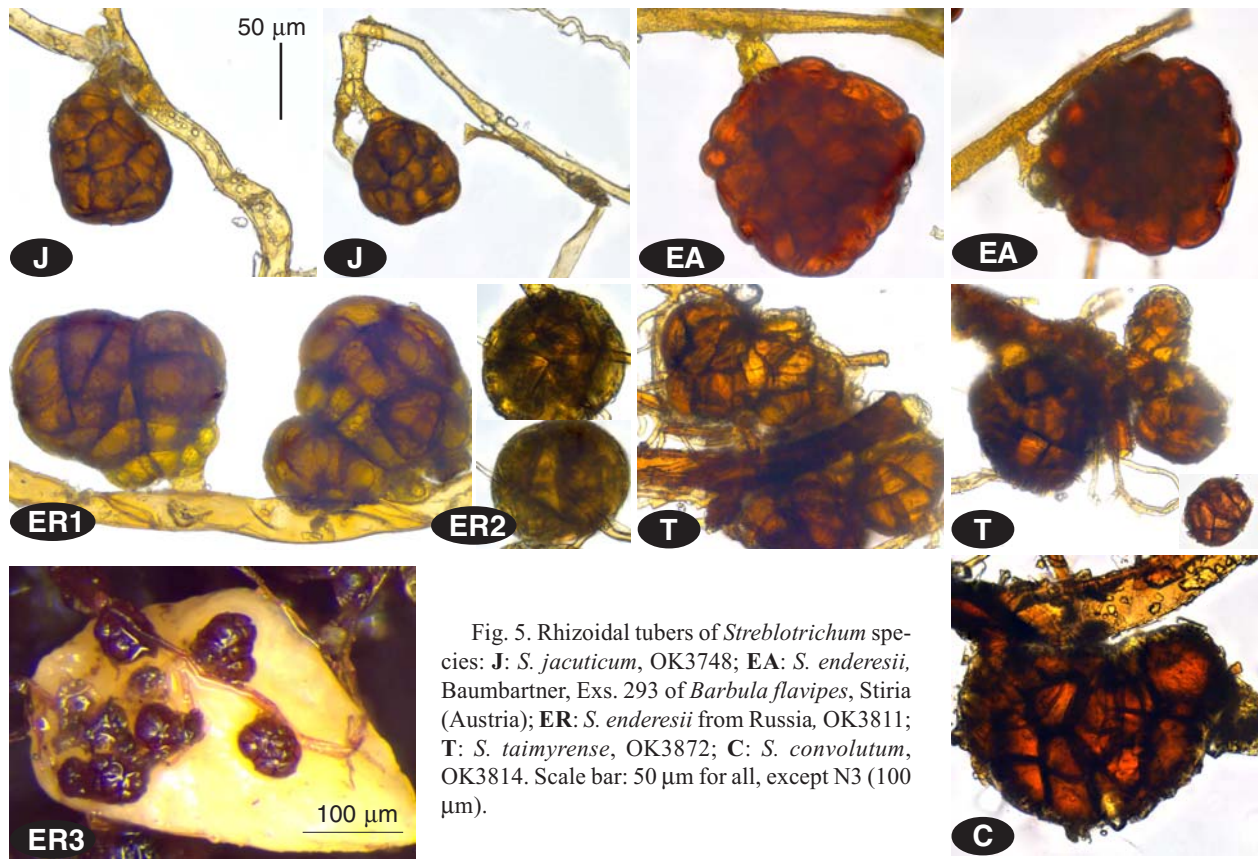 50 μm
J
J
EA
EA
ER1
ER2
T
T
ER3
100 μm
Fig. 5. Rhizoidal tubers of Streblotrichum spe-
cies: J: S. jacuticum, OK3748; EA: S. enderesii,
Baumbartner, Exs. 293 of Barbula flavipes, Stiria
(Austria); ER: S. enderesii from Russia, OK3811;
T: S. taimyrense, OK3872; C: S. convolutum,
OK3814. Scale bar: 50 μm for all, except N3 (100
μm).
C